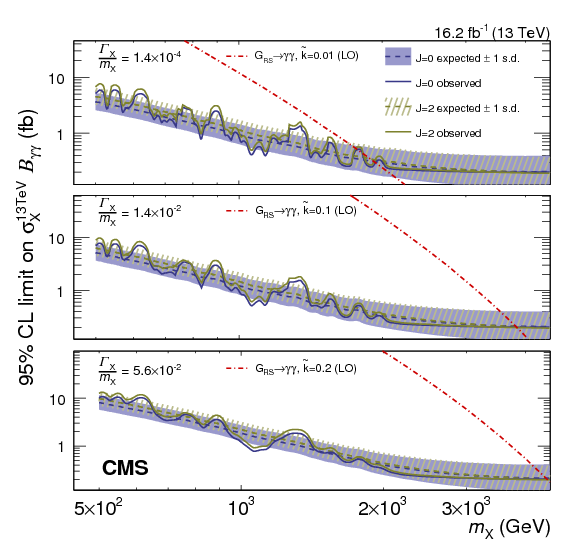 16.2 fb⁻¹ (13 TeV)
Γ_X/m_X = 1.4×10⁻⁴
G_RS→γγ, k̃=0.01 (LO)
J=0 expected ± 1 s.d.
J=0 observed
J=2 expected ± 1 s.d.
J=2 observed
10
1
Γ_X/m_X = 1.4×10⁻²
G_RS→γγ, k̃=0.1 (LO)
10
1
Γ_X/m_X = 5.6×10⁻²
G_RS→γγ, k̃=0.2 (LO)
10
1
CMS
95% CL limit on σ_X^13TeV B_γγ (fb)
5×10² 10³ 2×10³ 3×10³
m_X (GeV)